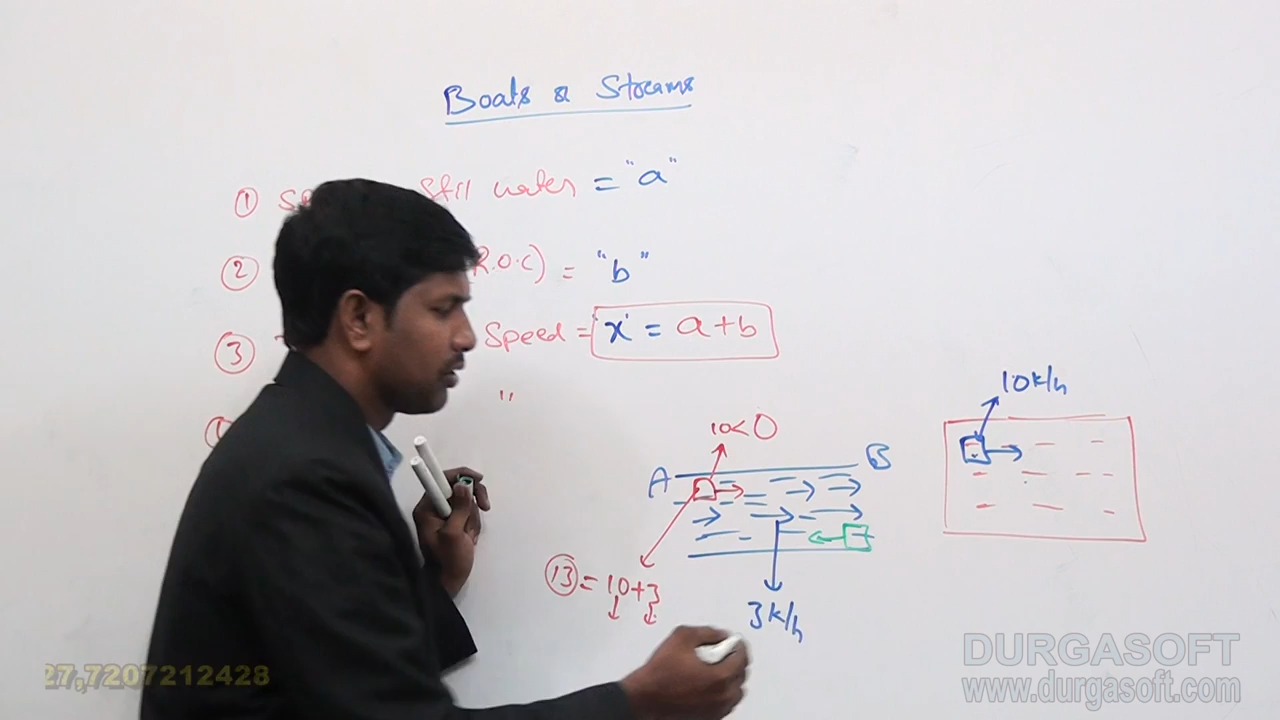 Boats & Streams
① Still water = "a"
② R.O.C) = "b"
③ Speed = x' = a+b
"
10k/h
10<O
A
B
13 = 10+3
3k/h
27,7207212428
DURGASOFT
www.durgasoft.com